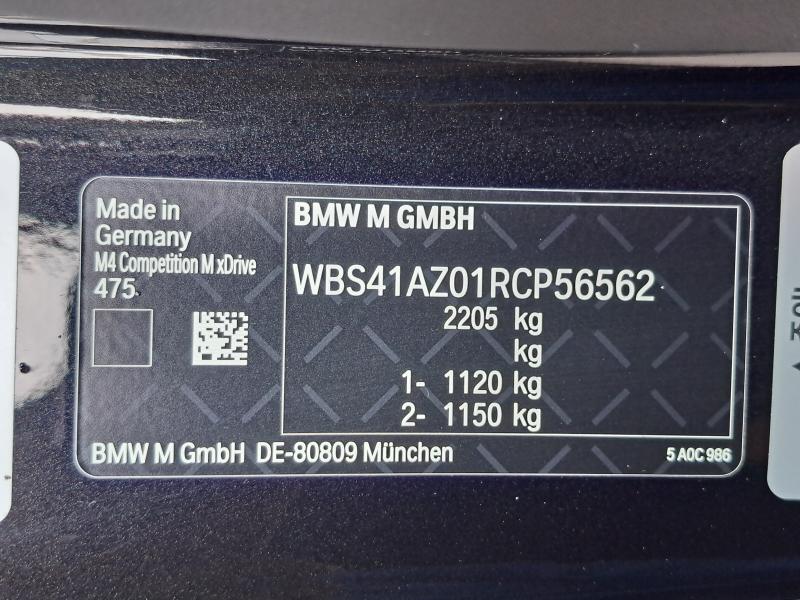 Made in
Germany
M4 Competition M xDrive
475
BMW M GMBH
WBS41AZ01RCP56562
2205 kg
kg
1- 1120 kg
2- 1150 kg
BMW M GmbH DE-80809 München
5 A0C 986